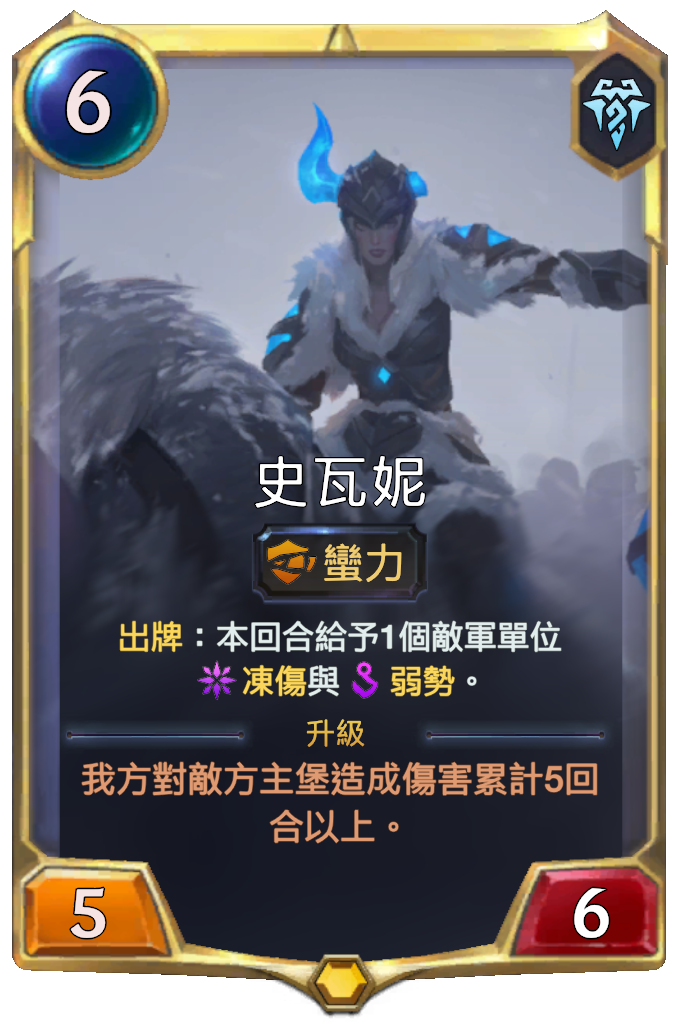 6
史瓦妮
蠻力
出牌：本回合給予1個敵軍單位
凍傷與 弱勢。
升級
我方對敵方主堡造成傷害累計5回
合以上。
5
6